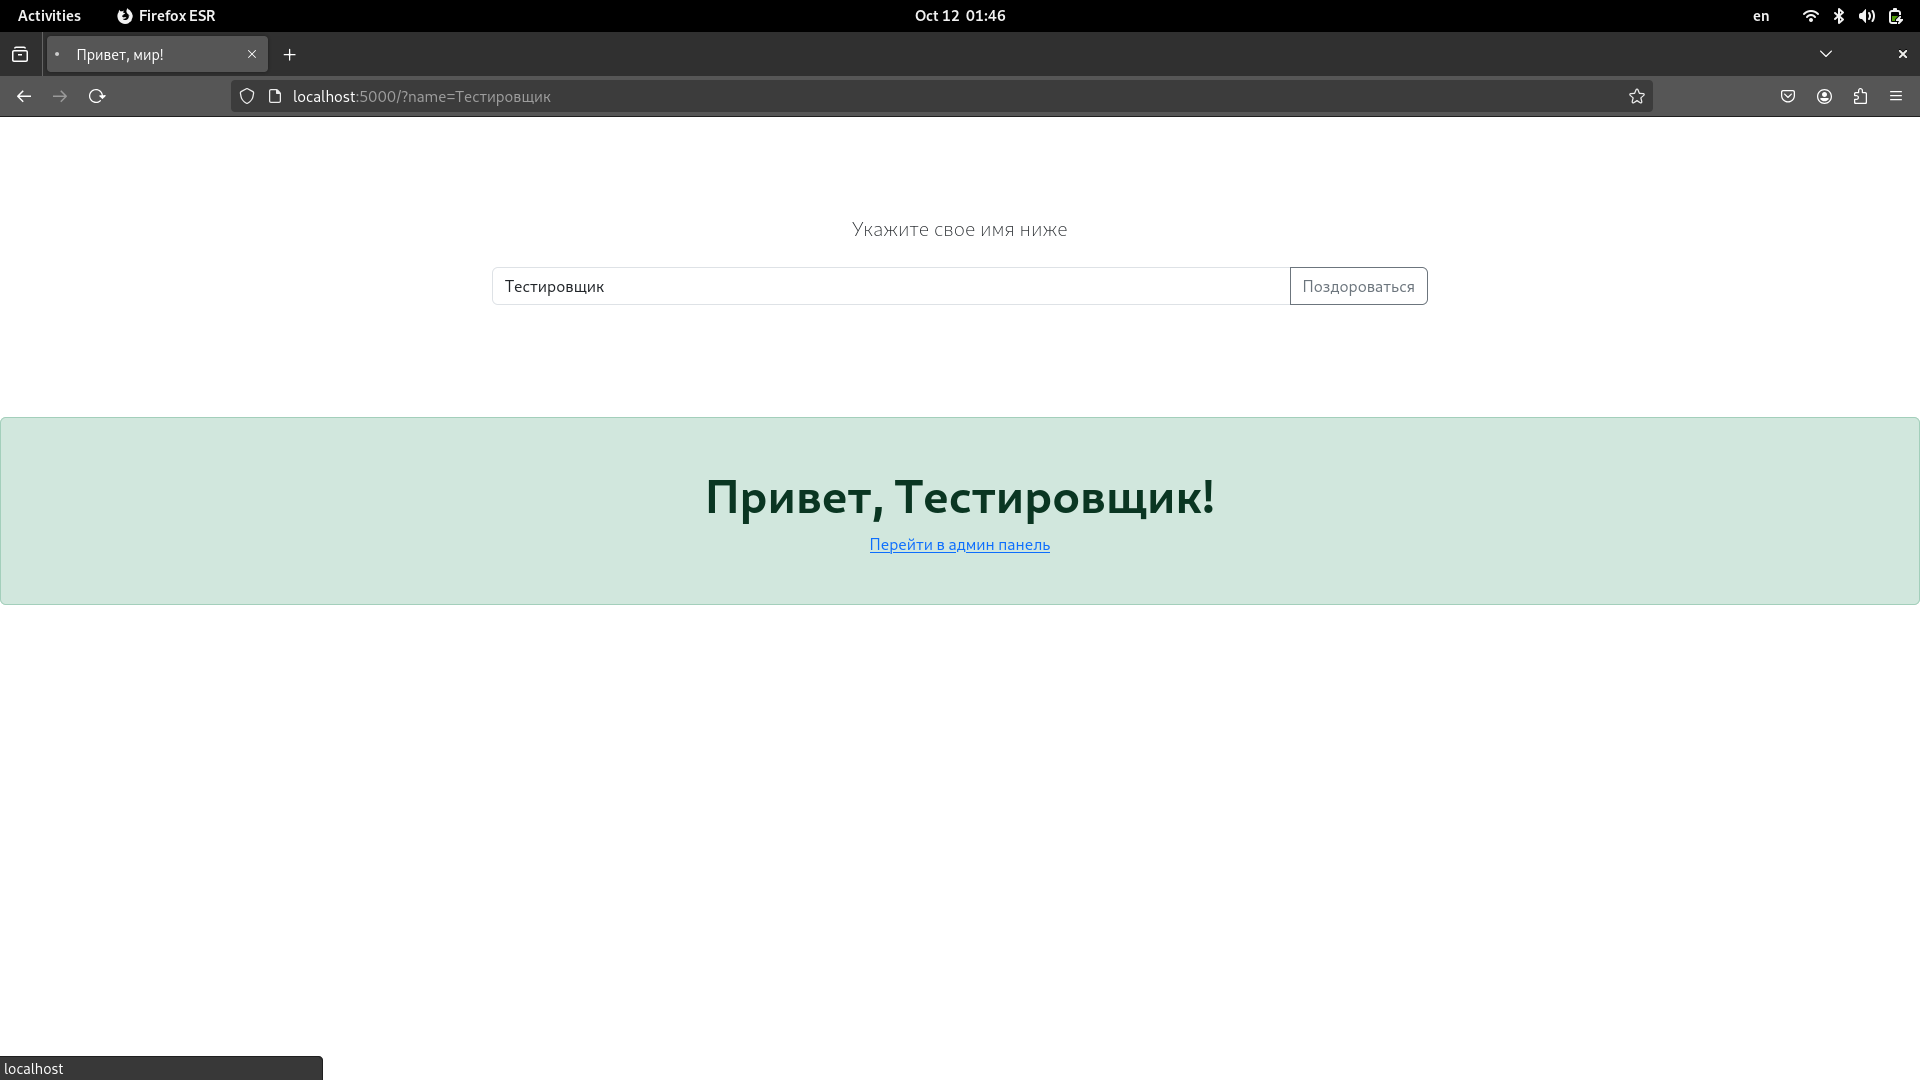 Activities Firefox ESR Oct 12 01:46 en
Привет, мир!
localhost:5000/?name=Тестировщик
Укажите свое имя ниже
Тестировщик Поздороваться
Привет, Тестировщик!
Перейти в админ панель
localhost